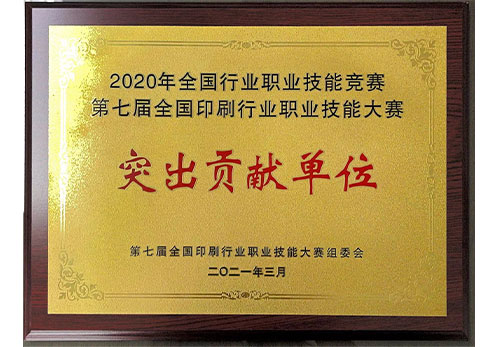 2020年全国行业职业技能竞赛
第七届全国印刷行业职业技能大赛
突出贡献单位
第七届全国印刷行业职业技能大赛组委会
二〇二一年三月